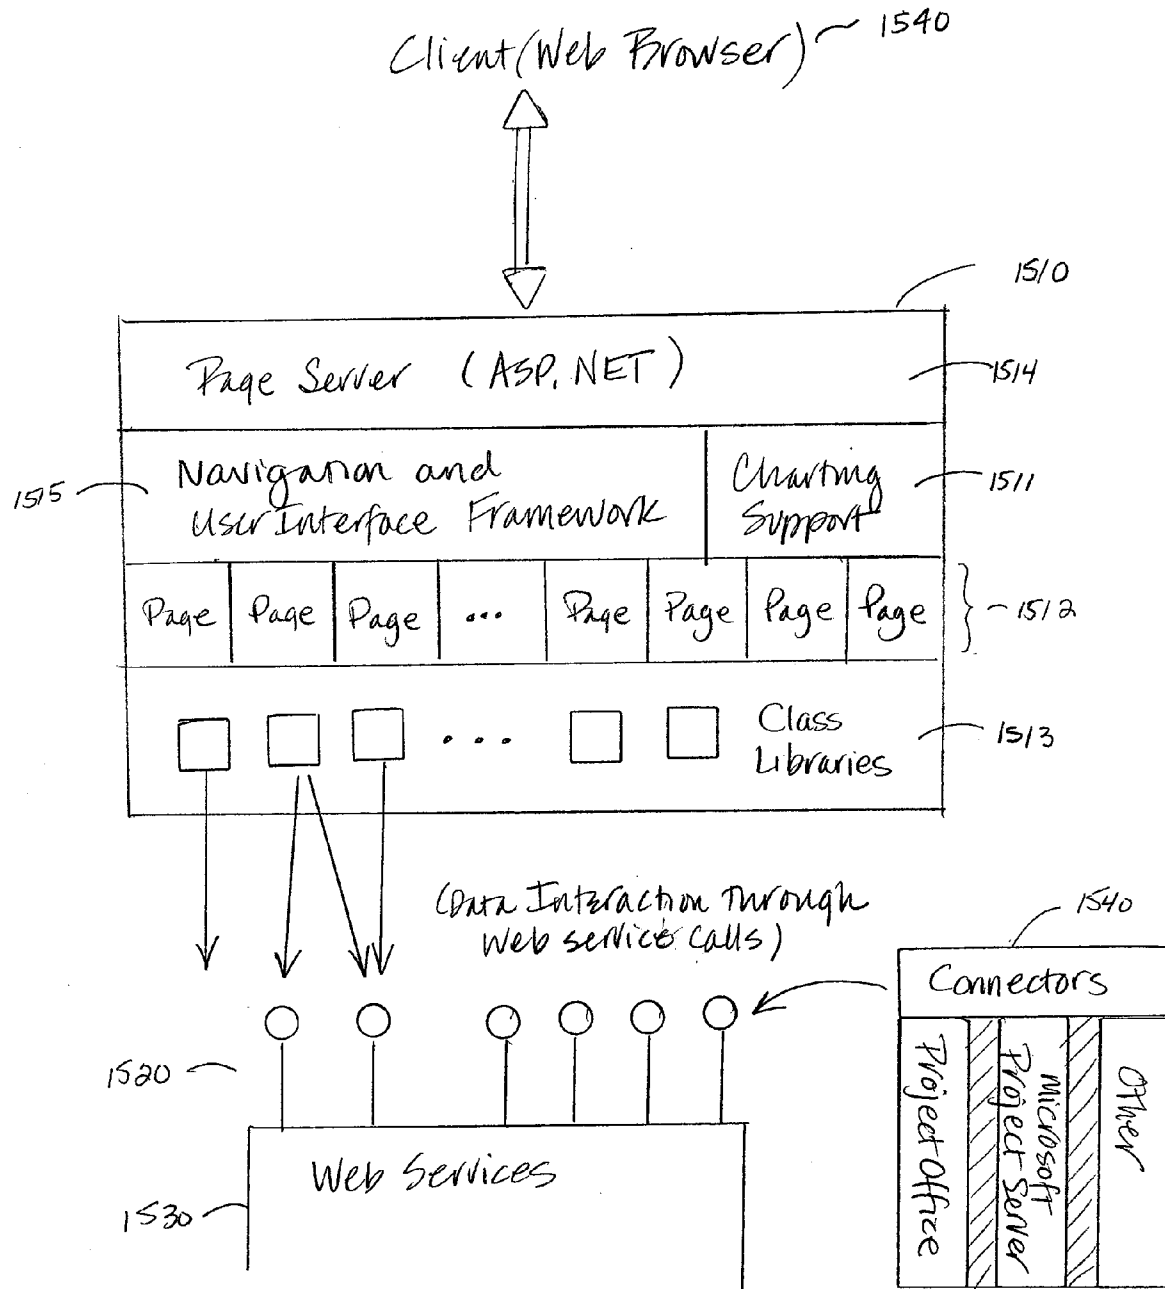 Client (Web Browser) 1540
1510
Page Server (ASP.NET) 1514
1515 Navigation and
User Interface Framework
Charting
Support 1511
Page Page Page ... Page Page Page Page 1512
... Class
Libraries 1513
(Data Interaction through
Web service calls)
1540
Connectors
Project Office
Microsoft
Project Server
Other
1520
Web Services
1530